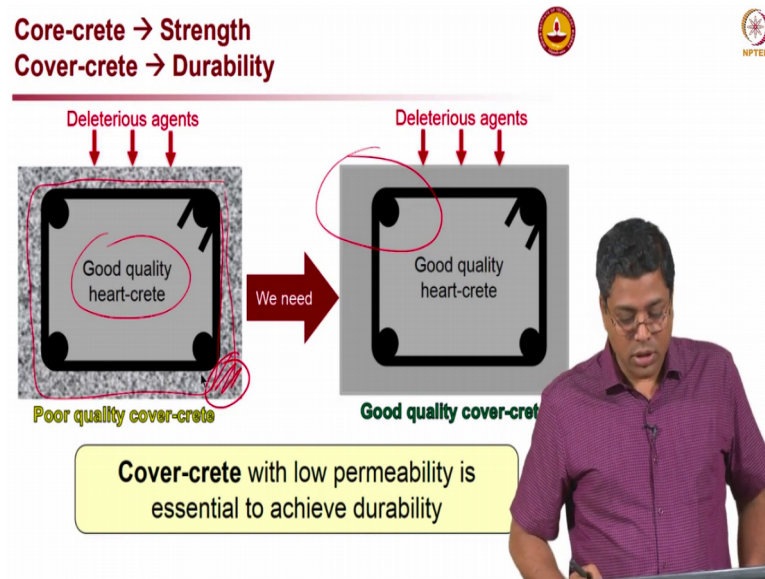 Core-crete → Strength
Cover-crete → Durability
NPTEL
Deleterious agents
Deleterious agents
Good quality
heart-crete
We need
Good quality
heart-crete
Poor quality cover-crete
Good quality cover-cret
Cover-crete with low permeability is
essential to achieve durability